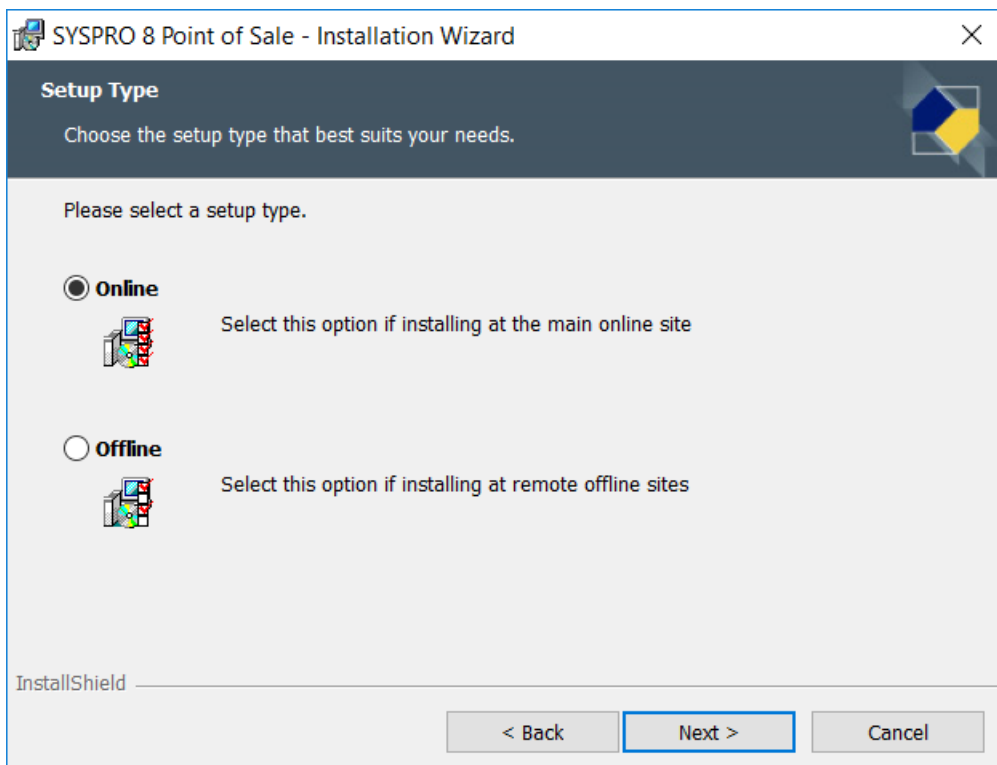 SYSPRO 8 Point of Sale - Installation Wizard
Setup Type
Choose the setup type that best suits your needs.
Please select a setup type.
Online
Select this option if installing at the main online site
Offline
Select this option if installing at remote offline sites
InstallShield
< Back
Next >
Cancel